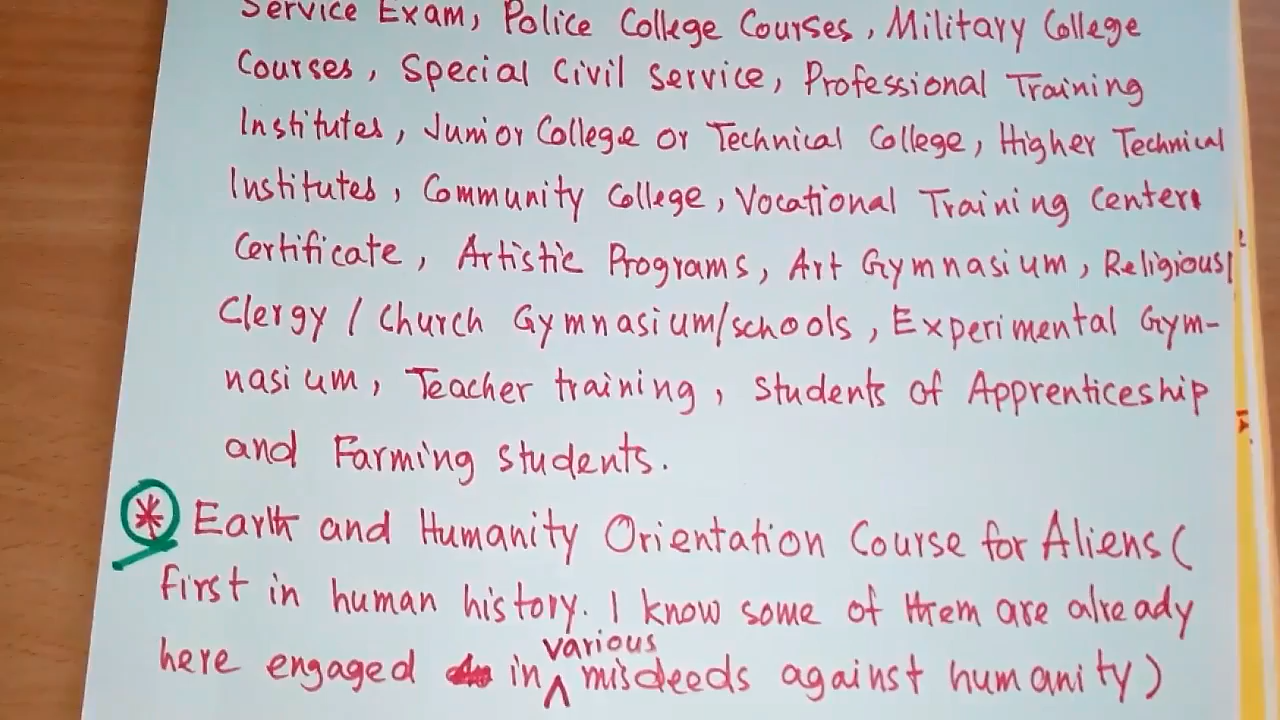 Service Exam, Police College Courses, Military College
Courses, Special Civil Service, Professional Training
Institutes, Junior College or Technical College, Higher Technical
Institutes, Community College, Vocational Training Center
Certificate, Artistic Programs, Art Gymnasium, Religious/
Clergy / Church Gymnasium/schools, Experimental Gym-
nasium, Teacher training, Students of Apprenticeship
and Farming students.
* Earth and Humanity Orientation Course for Aliens (
first in human history. I know some of them are already
various
here engaged in ^ misdeeds against humanity)